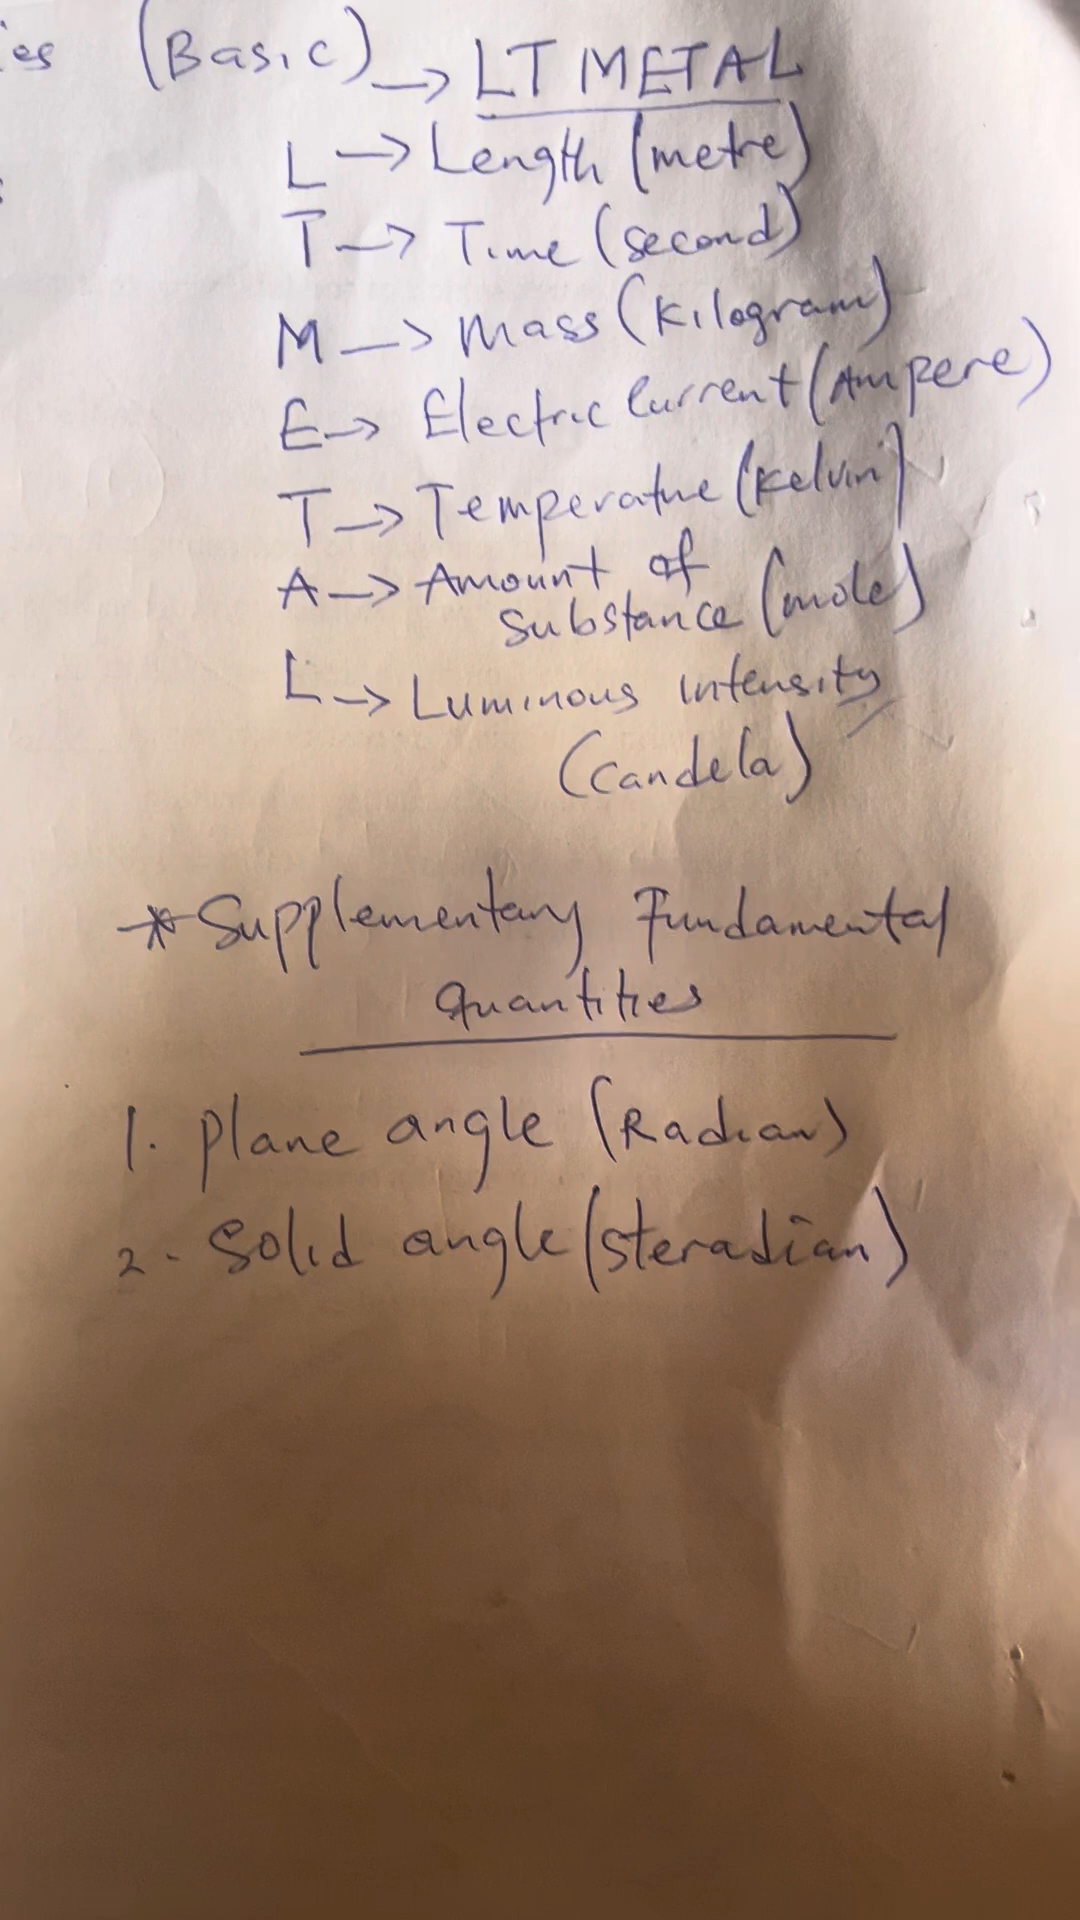 es (Basic) → LT METAL
L → Length (metre)
T → Time (second)
M → Mass (Kilogram)
E → Electric Current (Ampere)
T → Temperature (Kelvin)
A → Amount of
substance (mole)
L → Luminous intensity
(candela)
* Supplementary Fundamental
Quantities
1. Plane angle (Radian)
2. Solid angle (steradian)